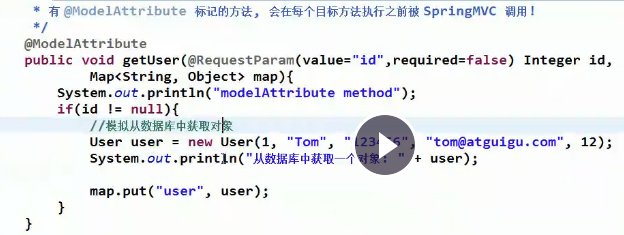 * 有 @ModelAttribute 标记的方法, 会在每个目标方法执行之前被 SpringMVC 调用!
*/
@ModelAttribute
public void getUser(@RequestParam(value="id",required=false) Integer id,
Map<String, Object> map){
System.out.println("modelAttribute method");
if(id != null){
//模拟从数据库中获取对象
User user = new User(1, "Tom", "123456", "tom@atguigu.com", 12);
System.out.println("从数据库中获取一个对象: " + user);
map.put("user", user);
}
}